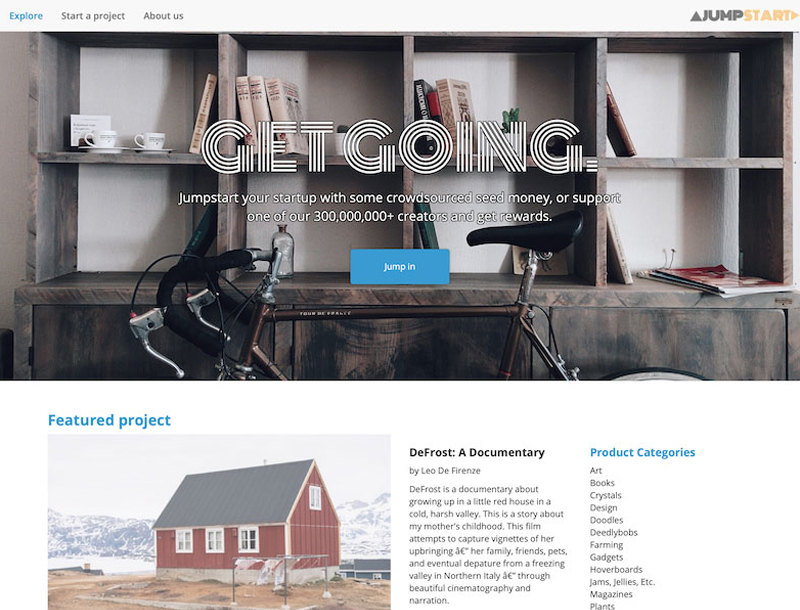 Explore Start a project About us
AJUMPSTART
GET GOING.
Jumpstart your startup with some crowdsourced seed money, or support
one of our 300,000,000+ creators and get rewards.
Jump in
TOUR DE FRANCE
Featured project
DeFrost: A Documentary
by Leo De Firenze
DeFrost is a documentary about
growing up in a little red house in a
cold, harsh valley. This is a story about
my mother's childhood. This film
attempts to capture vignettes of her
upbringing â€" her family, friends, pets,
and eventual depature from a freezing
valley in Northern Italy â€" through
beautiful cinematography and
narration.
Product Categories
Art
Books
Crystals
Design
Doodles
Deedlybobs
Farming
Gadgets
Hoverboards
Jams, Jellies, Etc.
Magazines
Plants